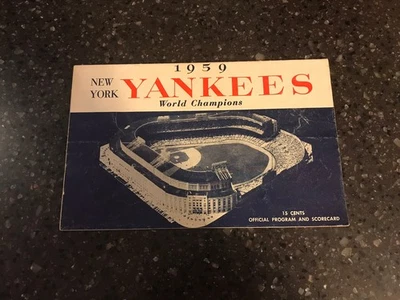 1959
NEW YORK YANKEES
World Champions
15 CENTS
OFFICIAL PROGRAM AND SCORECARD